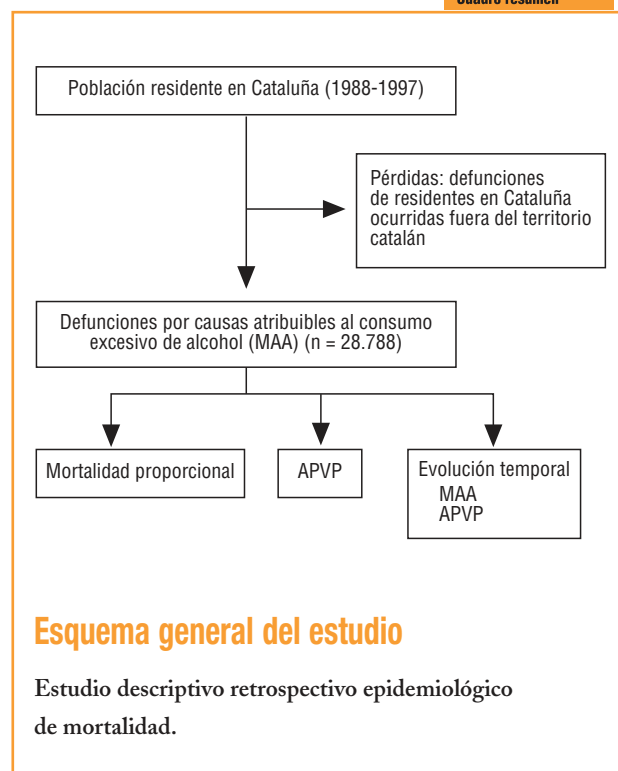 Cuadro resumen
Población residente en Cataluña (1988-1997)
Pérdidas: defunciones
de residentes en Cataluña
ocurridas fuera del territorio
catalán
Defunciones por causas atribuibles al consumo
excesivo de alcohol (MAA) (n = 28.788)
Mortalidad proporcional
APVP
Evolución temporal
MAA
APVP
Esquema general del estudio
Estudio descriptivo retrospectivo epidemiológico
de mortalidad.